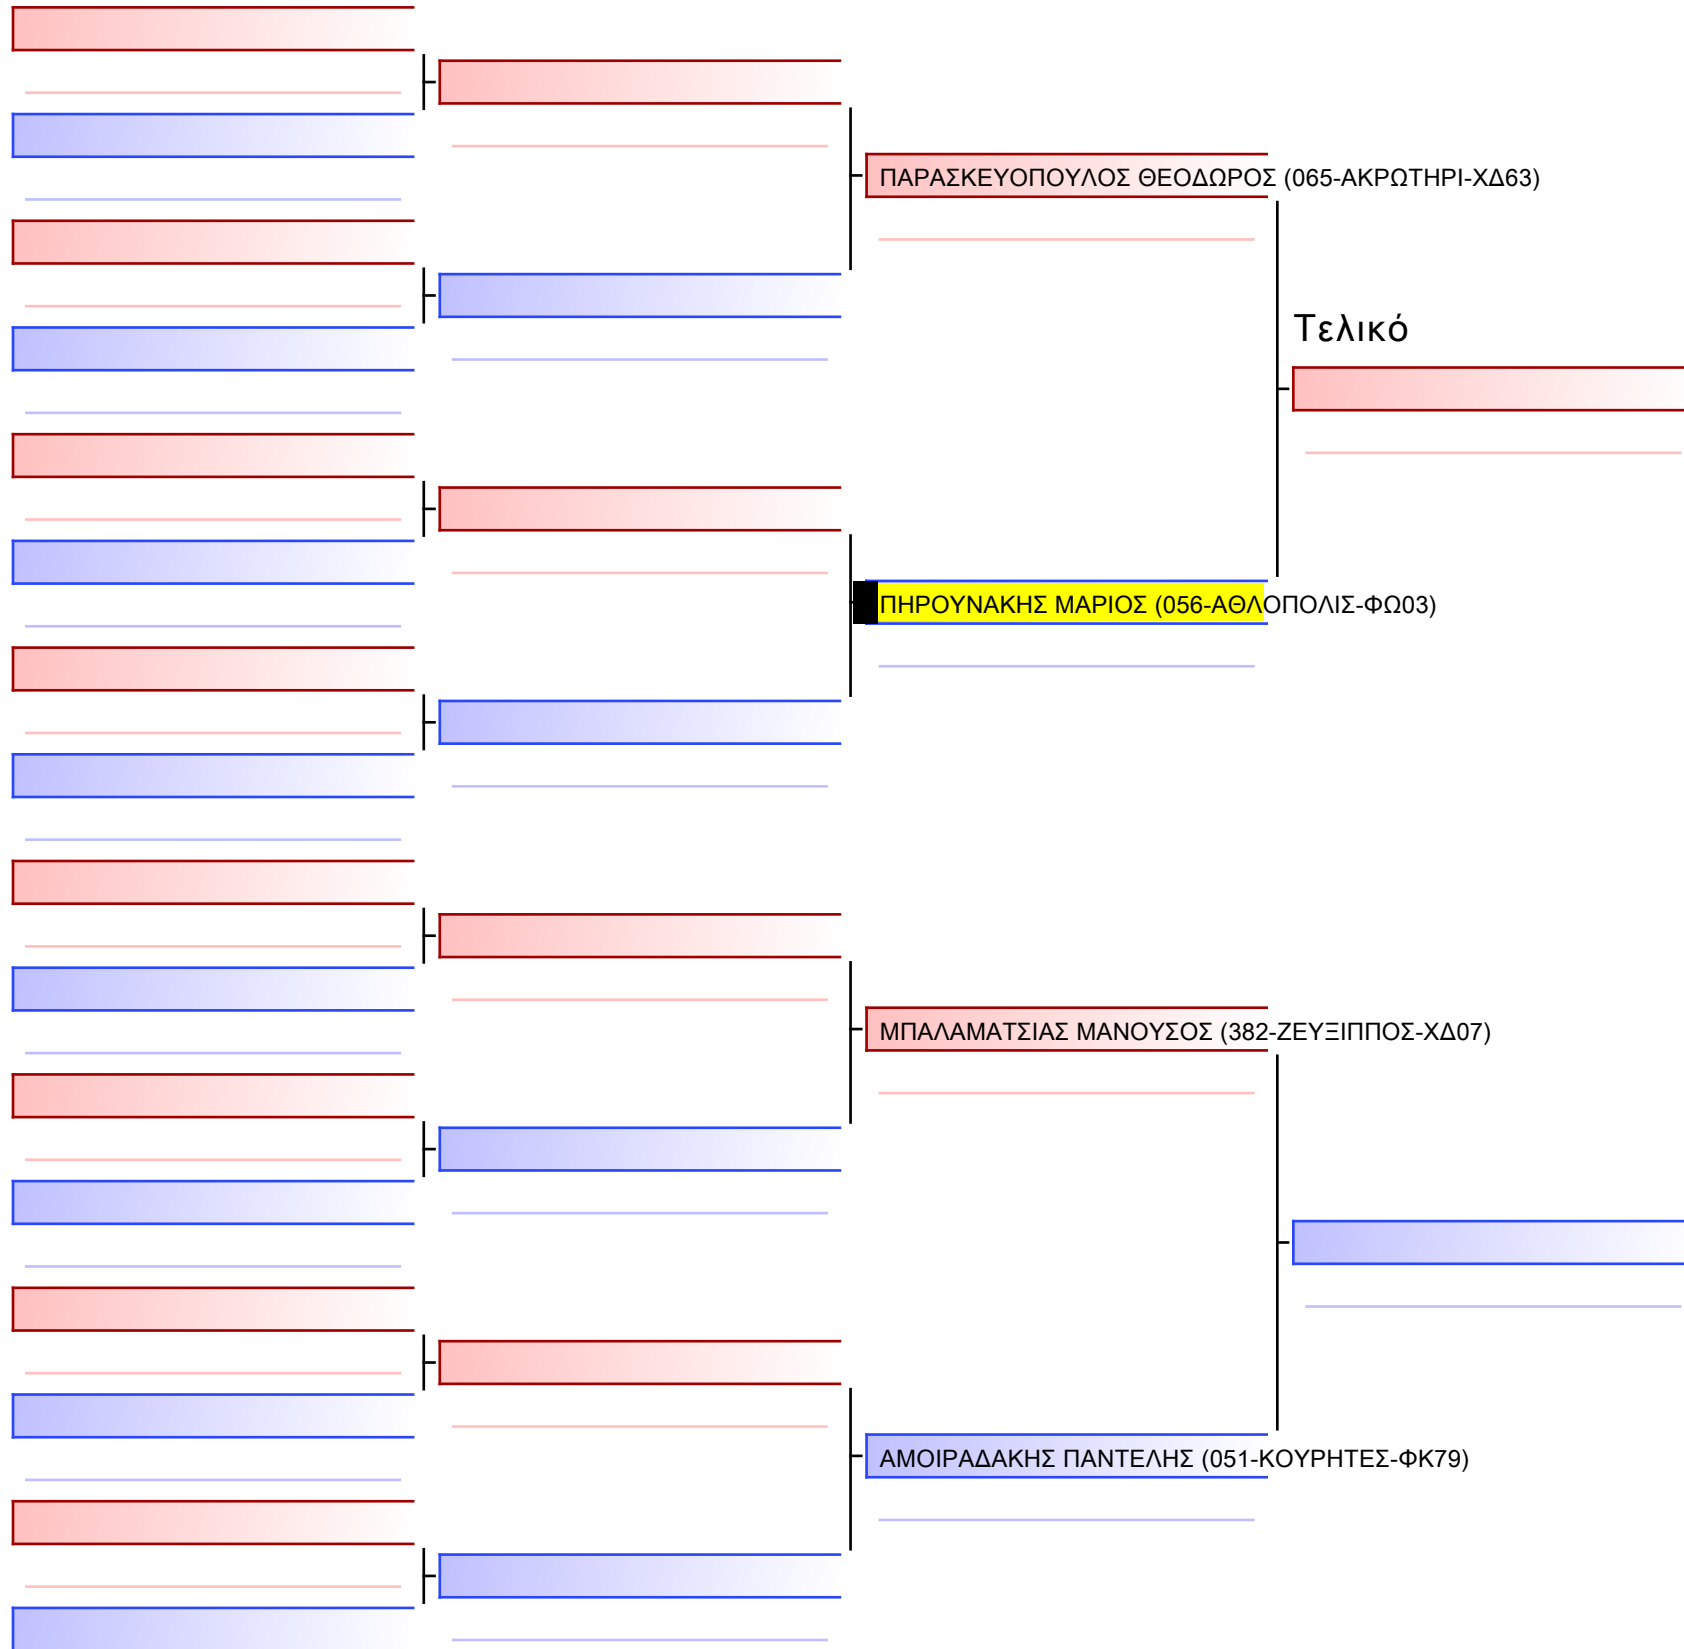 ΠΑΡΑΣΚΕΥΟΠΟΥΛΟΣ ΘΕΟΔΩΡΟΣ (065-ΑΚΡΩΤΗΡΙ-ΧΔ63)
Τελικό
ΠΗΡΟΥΝΑΚΗΣ ΜΑΡΙΟΣ (056-ΑΘΛΟΠΟΛΙΣ-ΦΩ03)
ΜΠΑΛΑΜΑΤΣΙΑΣ ΜΑΝΟΥΣΟΣ (382-ΖΕΥΞΙΠΠΟΣ-ΧΔ07)
ΑΜΟΙΡΑΔΑΚΗΣ ΠΑΝΤΕΛΗΣ (051-ΚΟΥΡΗΤΕΣ-ΦΚ79)